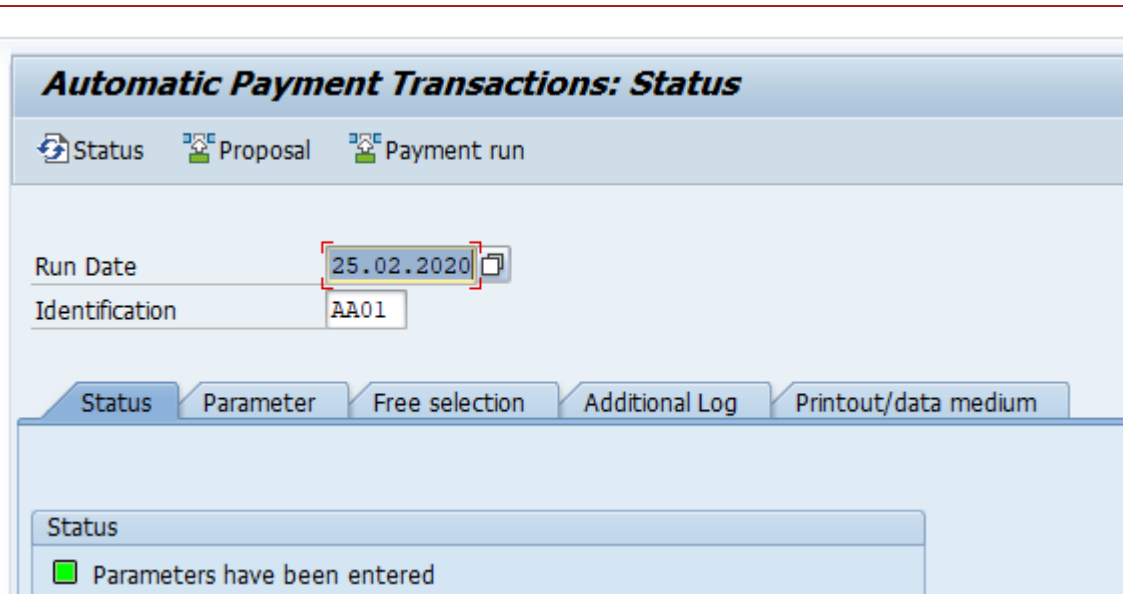 Automatic Payment Transactions: Status
Status Proposal Payment run
Run Date 25.02.2020
Identification AA01
Status Parameter Free selection Additional Log Printout/data medium
Status
Parameters have been entered